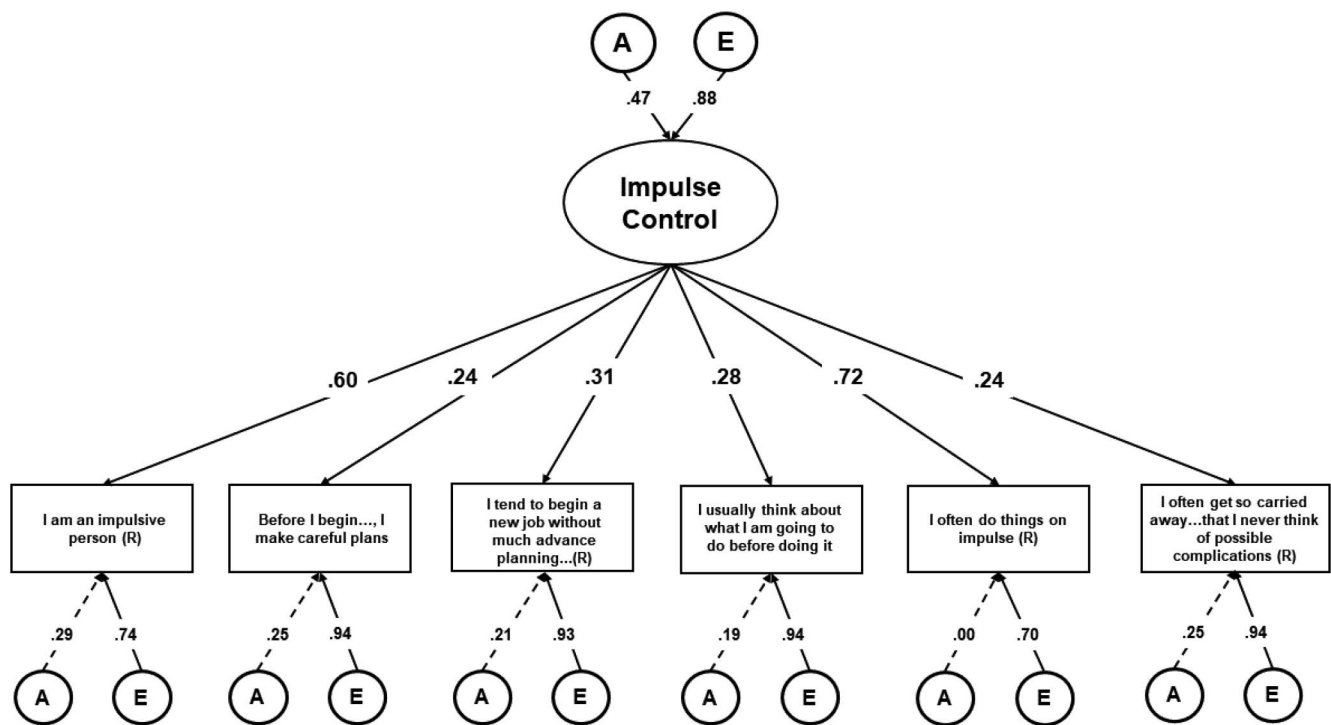 A E
.47 .88
Impulse
Control
.60 .24 .31 .28 .72 .24
I am an impulsive
person (R)
Before I begin..., I
make careful plans
I tend to begin a
new job without
much advance
planning...(R)
I usually think about
what I am going to
do before doing it
I often do things on
impulse (R)
I often get so carried
away...that I never think
of possible
complications (R)
.29 .74 .25 .94 .21 .93 .19 .94 .00 .70 .25 .94
A E A E A E A E A E A E